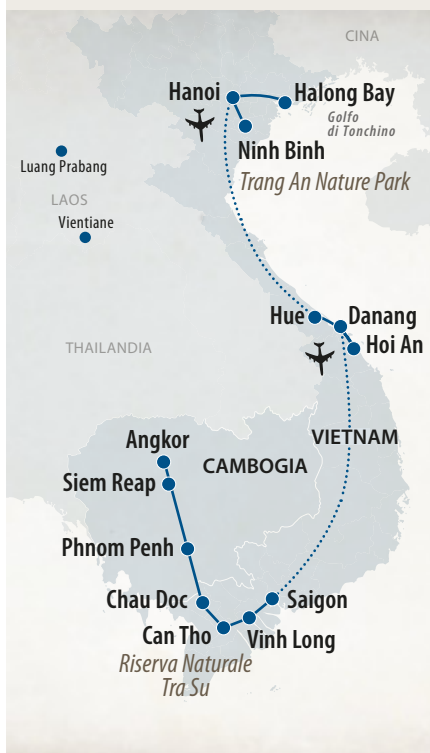 CINA
Hanoi
Halong Bay
Golfo
di Tonchino
Ninh Binh
Luang Prabang
Trang An Nature Park
LAOS
Vientiane
Hue
Danang
Hoi An
THAILANDIA
Angkor
VIETNAM
CAMBOGIA
Siem Reap
Phnom Penh
Chau Doc
Saigon
Can Tho
Vinh Long
Riserva Naturale
Tra Su